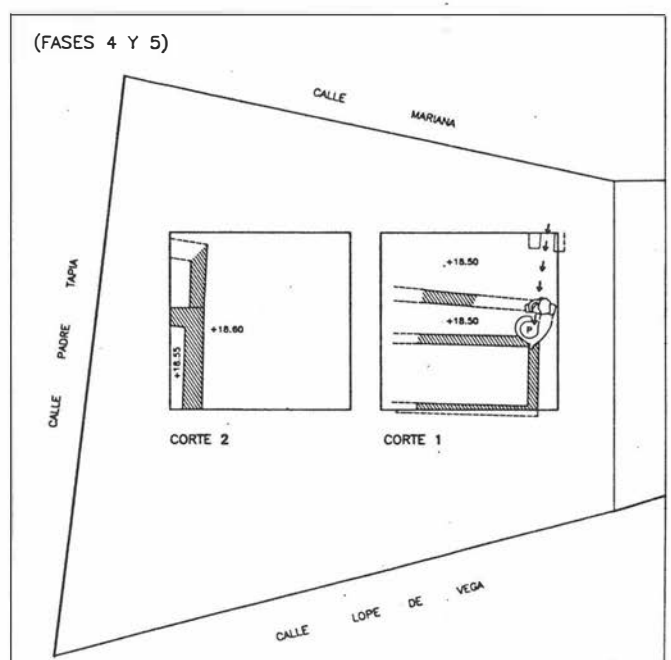 (FASES 4 Y 5)
CALLE MARIANA
CALLE PADRE TAPIA
+18.50
+18.60
+18.50
P
+18.55
CORTE 2
CORTE 1
CALLE LOPE DE VEGA